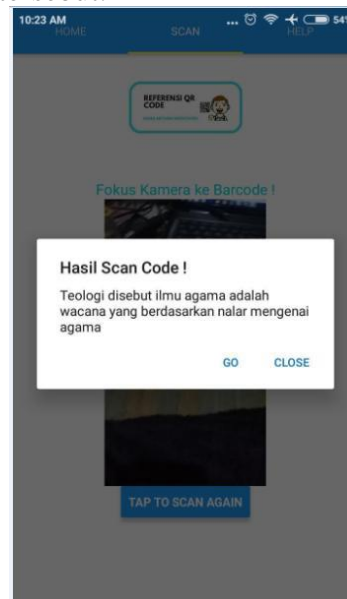 10:23 AM ... 54%
HOME SCAN HELP
REFERENSI QR
CODE
Fokus Kamera ke Barcode !
Hasil Scan Code !
Teologi disebut ilmu agama adalah
wacana yang berdasarkan nalar mengenai
agama
GO CLOSE
TAP TO SCAN AGAIN